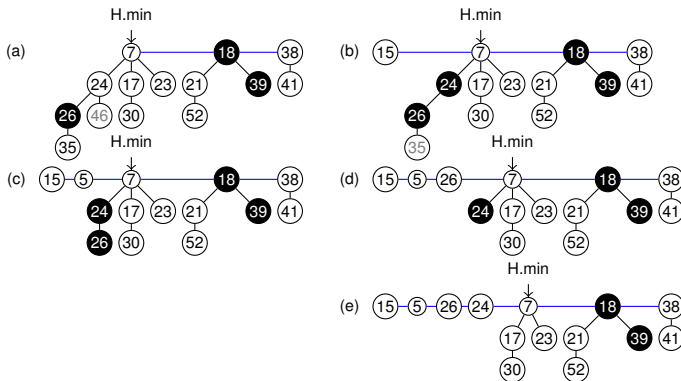 H.min H.min
(a) 7 18 38 (b) 15 7 18 38
24 17 23 21 39 41 24 17 23 21 39 41
26 46 30 52 26 30 52
35 H.min 35 H.min
(c) 15 5 7 18 38 (d) 15 5 26 7 18 38
24 17 23 21 39 41 24 17 23 21 39 41
26 30 52 30 52
H.min
(e) 15 5 26 24 7 18 38
17 23 21 39 41
30 52